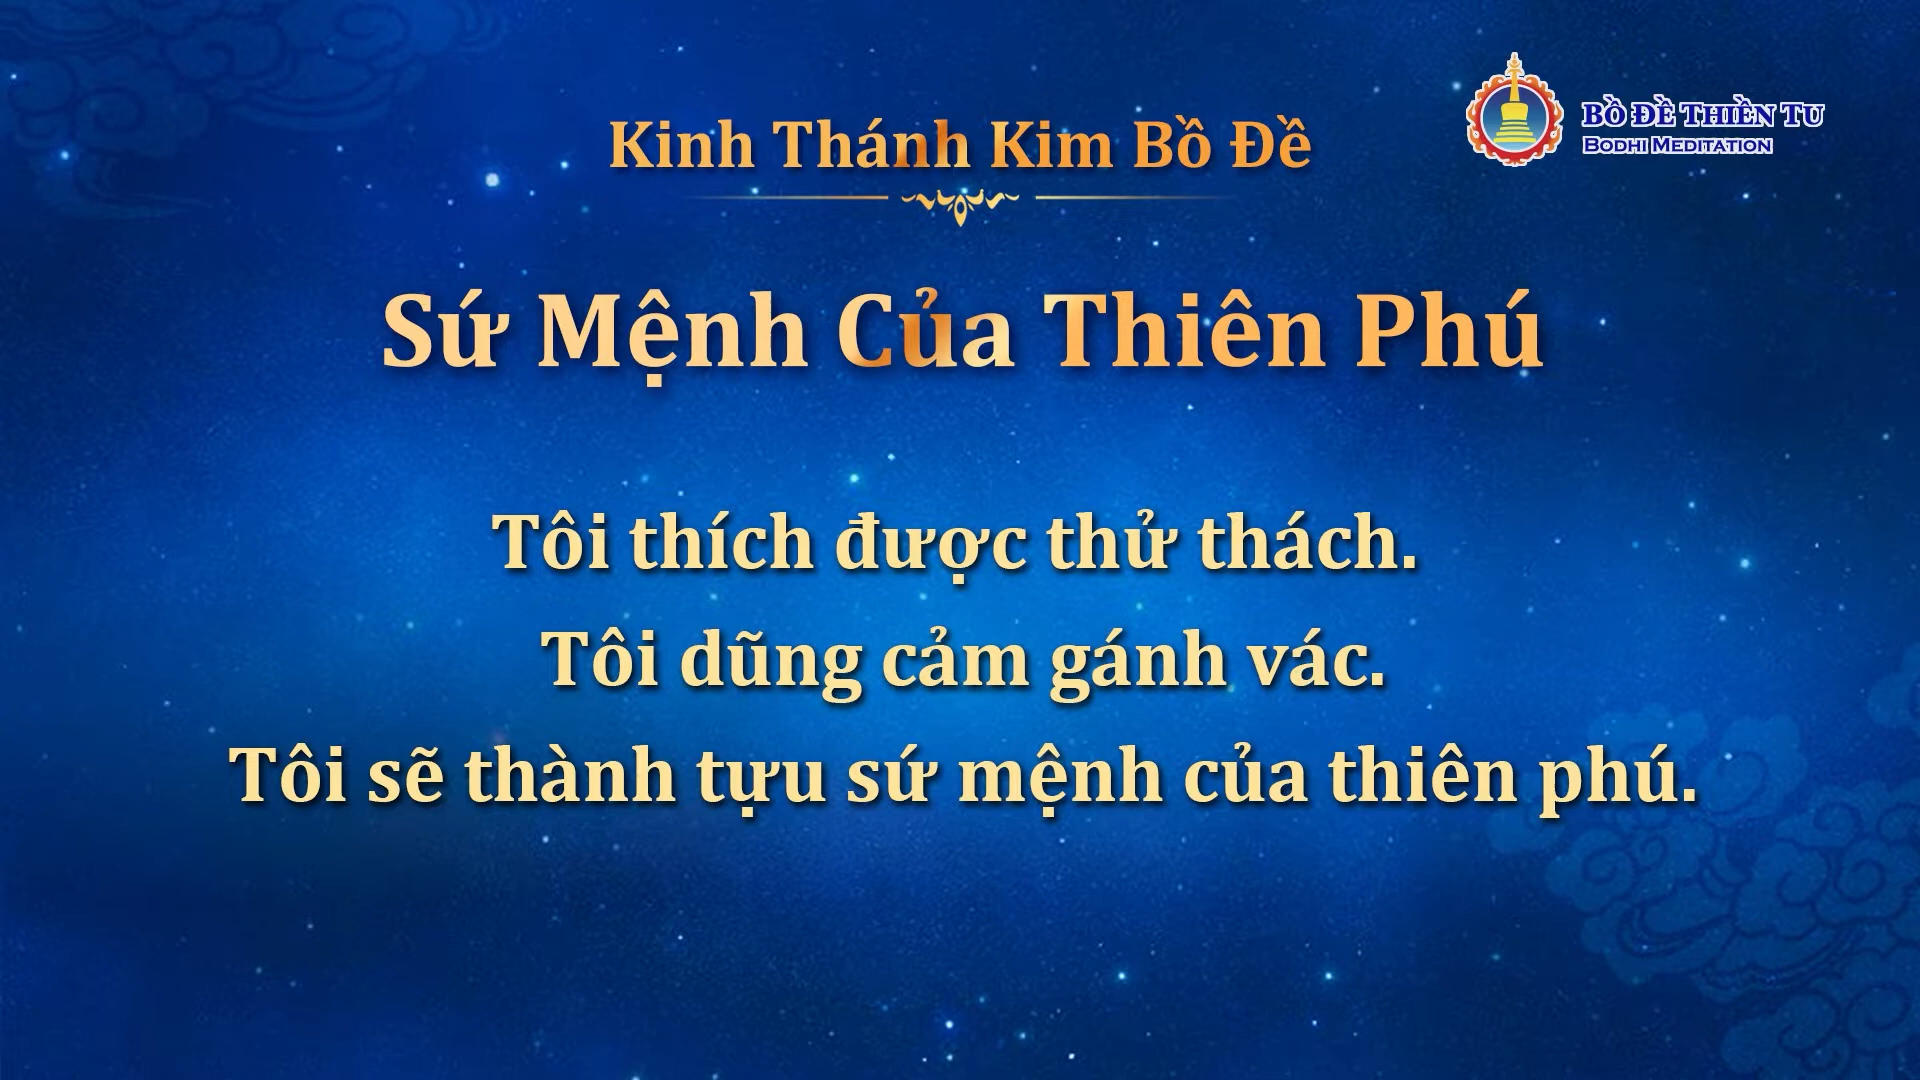 BỒ ĐỀ THIỀN TU
BODHI MEDITATION
Kinh Thánh Kim Bồ Đề
Sứ Mệnh Của Thiên Phú
Tôi thích được thử thách.
Tôi dũng cảm gánh vác.
Tôi sẽ thành tựu sứ mệnh của thiên phú.